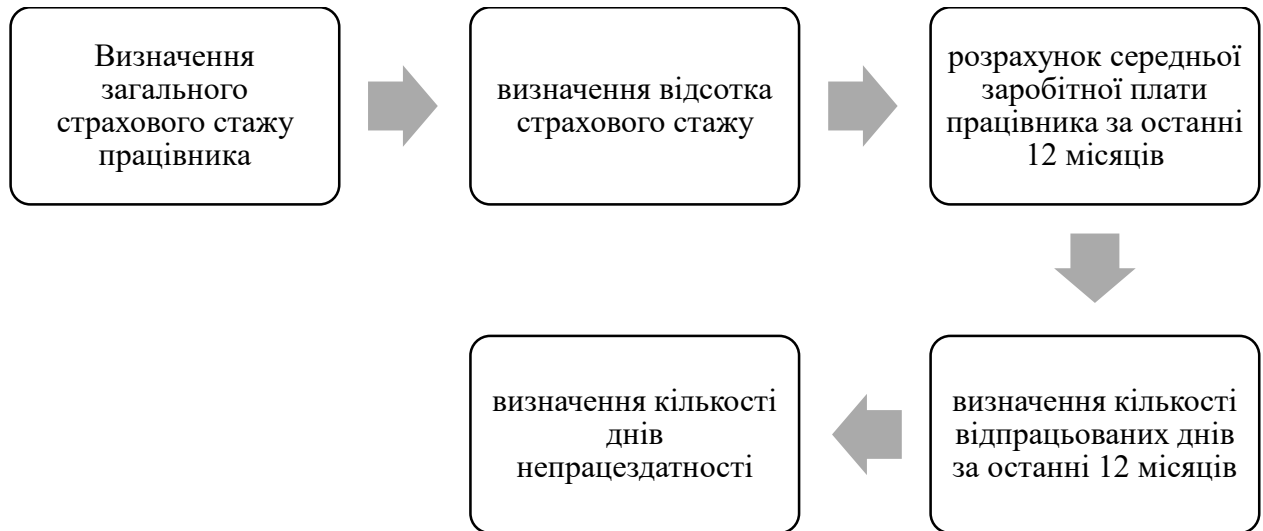 Визначення
загального
страхового стажу
працівника
визначення відсотка
страхового стажу
розрахунок середньої
заробітної плати
працівника за останні
12 місяців
визначення кількості
відпрацьованих днів
за останні 12 місяців
визначення кількості
днів
непрацездатності